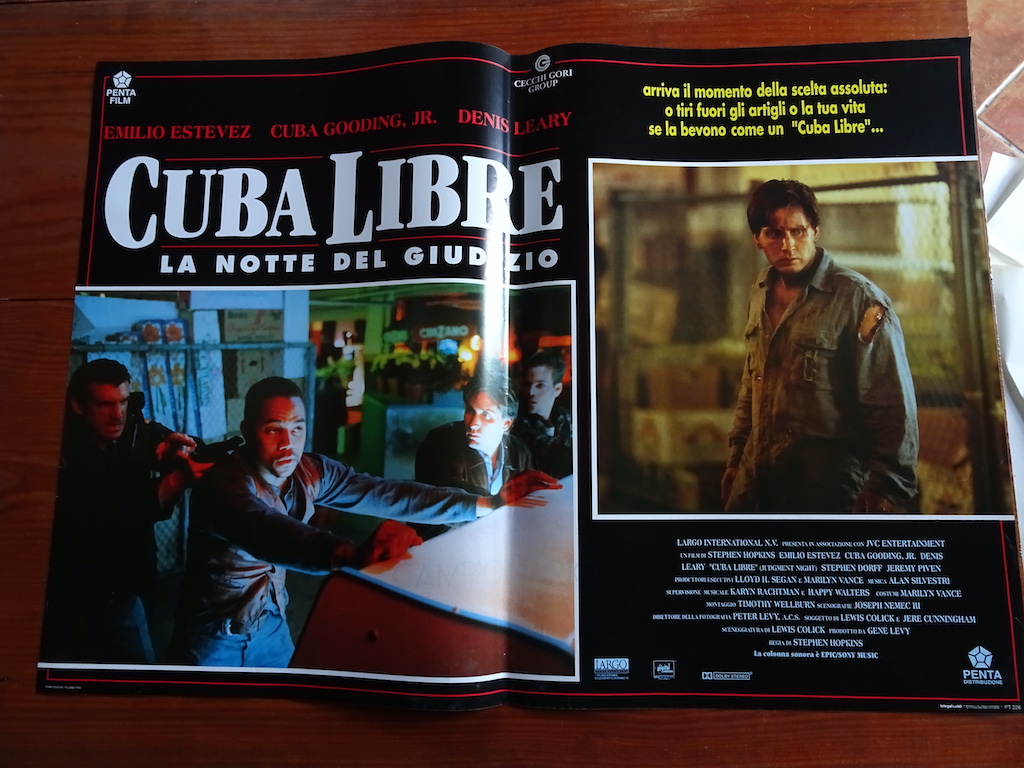 PENTA
FILM
CECCHI GORI
GROUP
EMILIO ESTEVEZ CUBA GOODING, JR. DENIS LEARY
CUBA LIBRE
LA NOTTE DEL GIUDIZIO
arriva il momento della scelta assoluta:
o tiri fuori gli artigli o la tua vita
se la bevono come un "Cuba Libre"...
CINZANO
LARGO INTERNATIONAL N.V. PRESENTA IN ASSOCIAZIONE CON JVC ENTERTAINMENT
UN FILM DI STEPHEN HOPKINS EMILIO ESTEVEZ CUBA GOODING, JR. DENIS
LEARY "CUBA LIBRE" (JUDGMENT NIGHT) STEPHEN DORFF JEREMY PIVEN
PRODUTTORI ESECUTIVI LLOYD H. SEGAN E MARILYN VANCE MUSICA ALAN SILVESTRI
SUPERVISIONE MUSICALE KARYN RACHTMAN E HAPPY WALTERS COSTUMI MARILYN VANCE
MONTAGGIO TIMOTHY WELLBURN SCENOGRAFIE JOSEPH NEMEC III
DIRETTORE DELLA FOTOGRAFIA PETER LEVY, A.C.S. SOGGETTO DI LEWIS COLICK E JERE CUNNINGHAM
SCENEGGIATURA DI LEWIS COLICK PRODOTTO DA GENE LEVY
REGIA DI STEPHEN HOPKINS
La colonna sonora è EPIC/SONY MUSIC
LARGO
DOLBY STEREO
PENTA
DISTRIBUZIONE
PT 226